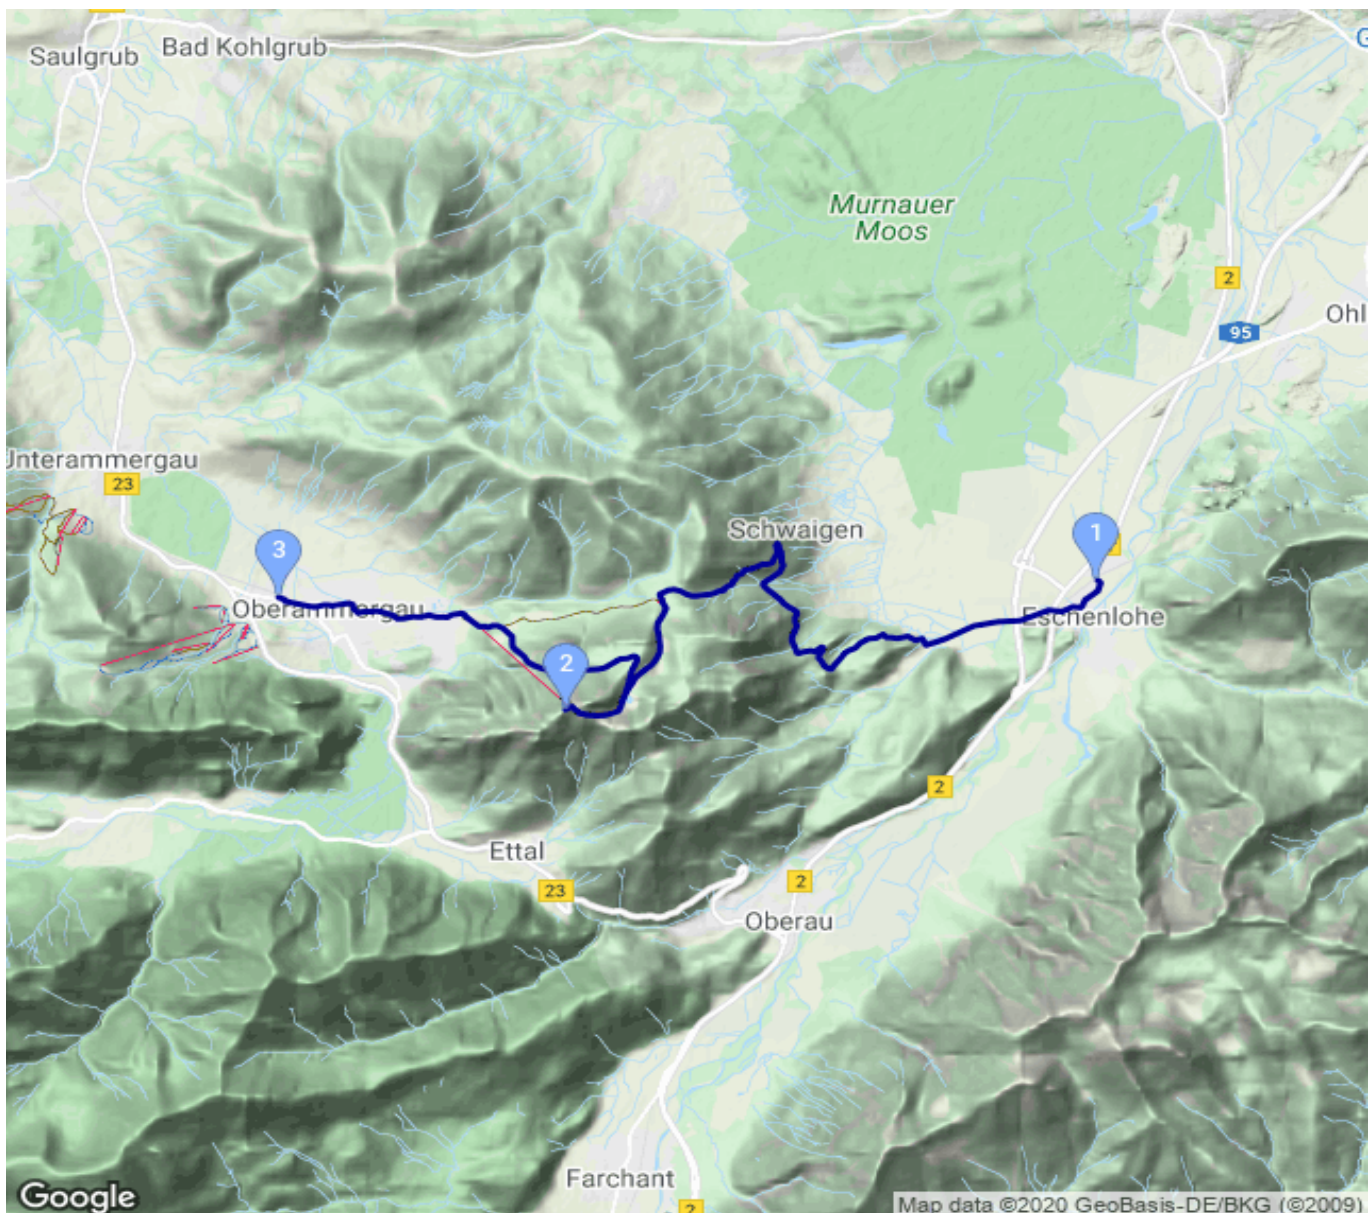 Saulgrub
Bad Kohlgrub
G
Murnauer
Moos
2
95
Ohl
Unterammergau
23
Schwaigen
1
3
Oberammergau
Eschenlohe
2
2
Ettal
23
2
Oberau
Farchant
2
Google
Map data ©2020 GeoBasis-DE/BKG (©2009)